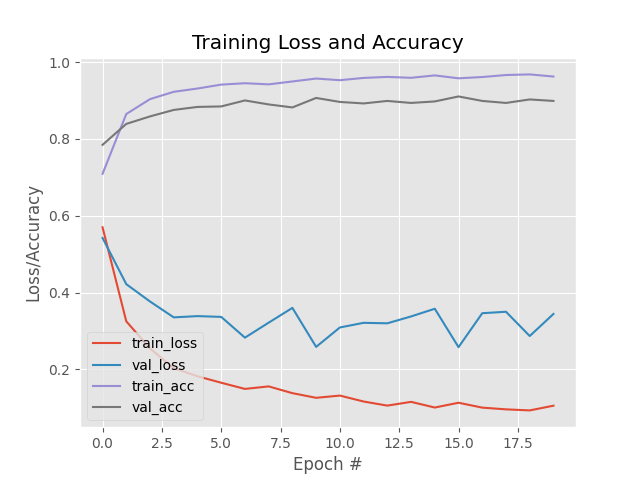 Training Loss and Accuracy
Loss/Accuracy
1.0
0.8
0.6
0.4
0.2
train_loss
val_loss
train_acc
val_acc
0.0 2.5 5.0 7.5 10.0 12.5 15.0 17.5
Epoch #